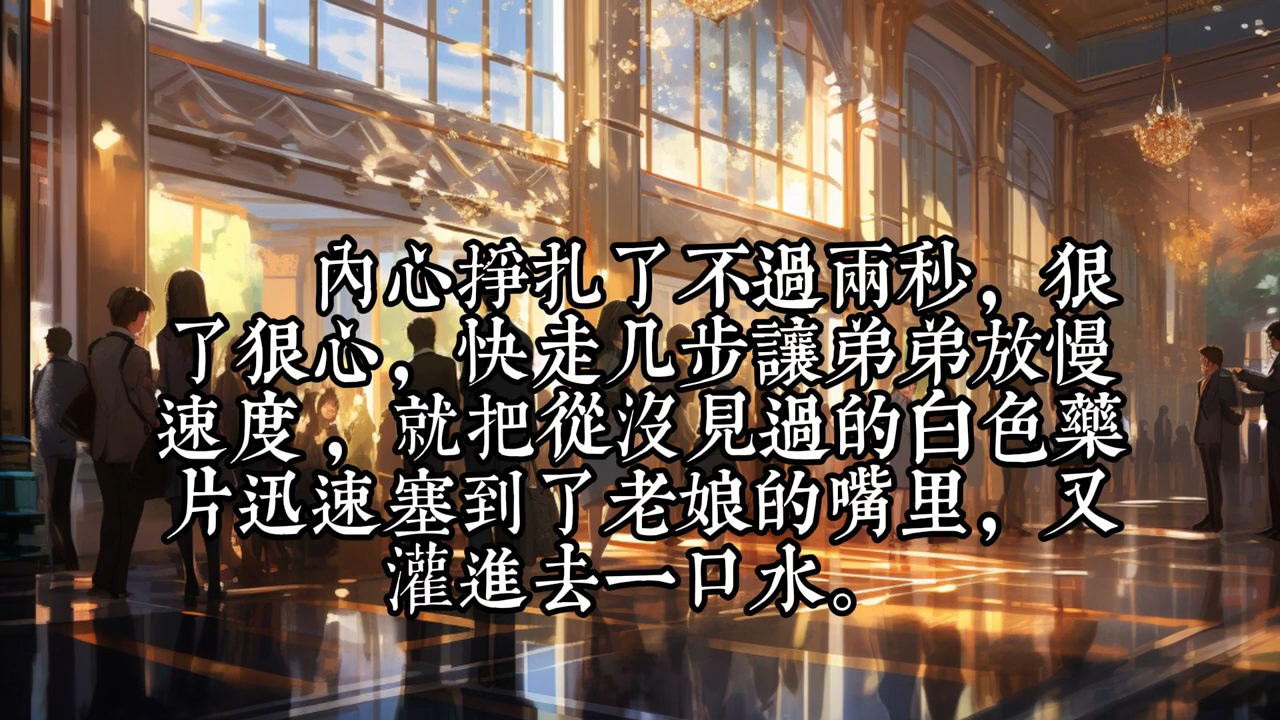 內心掙扎了不過兩秒，狠
了狠心，快走几步讓弟弟放慢
速度，就把從沒見過的白色藥
片迅速塞到了老娘的嘴里，又
灌進去一口水。